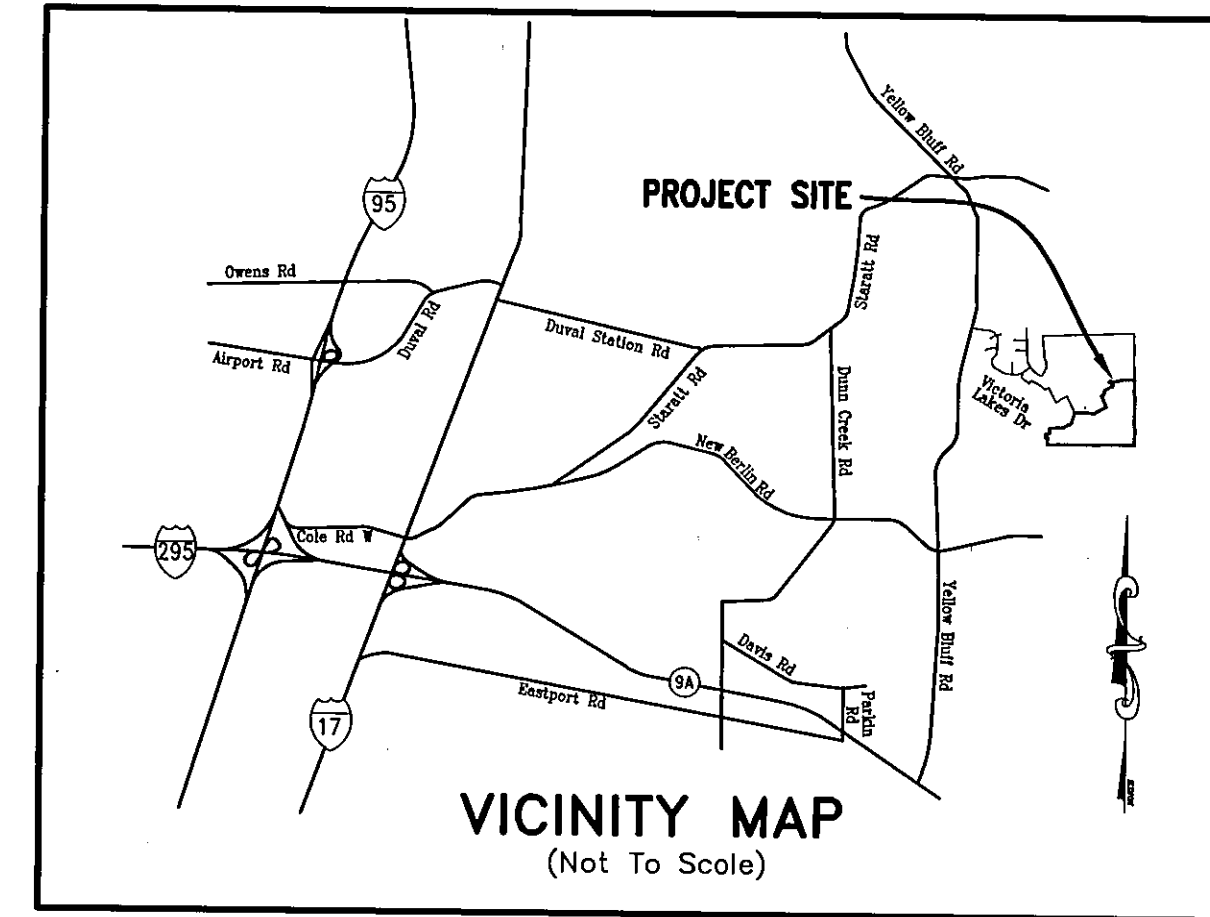 Yellow Bluff Rd
PROJECT SITE
95
Staratt Rd
Owens Rd
Duval Rd
Duval Station Rd
Airport Rd
Staratt Rd
Dunn Creek Rd
Victoria
Lakes Dr
New Berlin Rd
Cole Rd W
295
Yellow Bluff Rd
Davis Rd
9A
Parkin
Rd
Eastport Rd
17
VICINITY MAP
(Not To Scole)